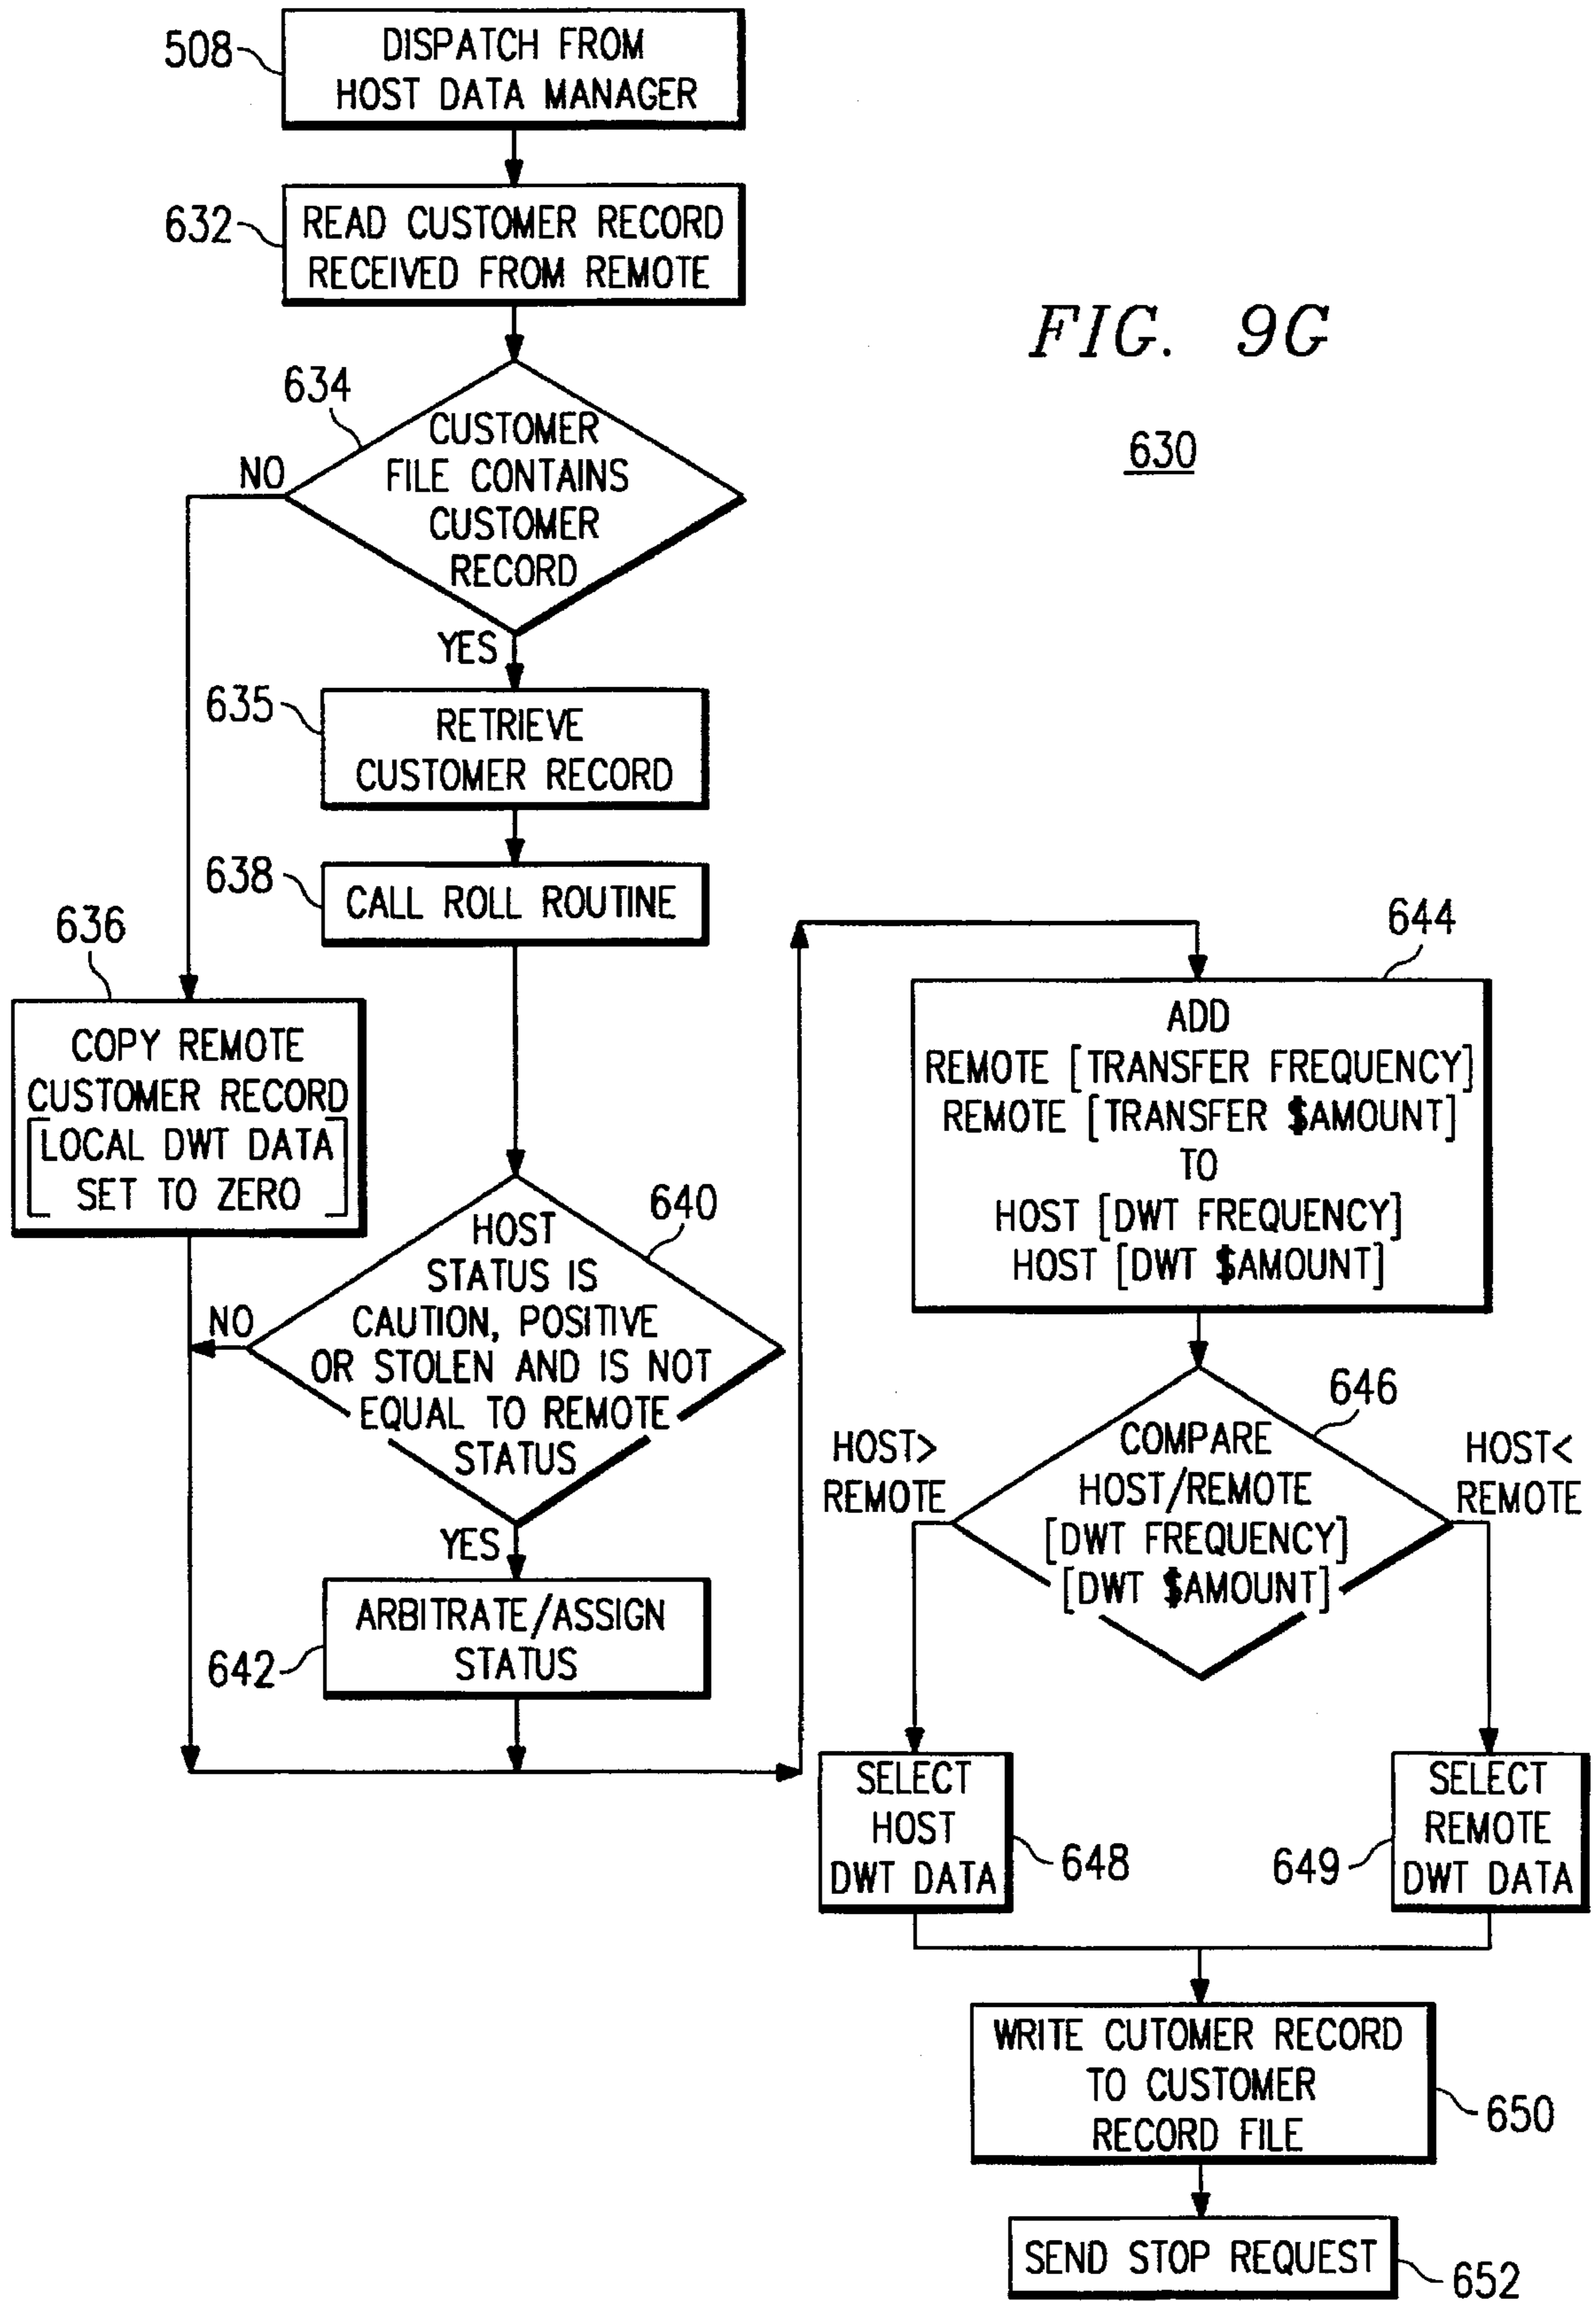 508
DISPATCH FROM
HOST DATA MANAGER
632
READ CUSTOMER RECORD
RECEIVED FROM REMOTE
FIG. 9G
630
634
CUSTOMER
FILE CONTAINS
CUSTOMER
RECORD
NO
YES
635
RETRIEVE
CUSTOMER RECORD
638
CALL ROLL ROUTINE
636
COPY REMOTE
CUSTOMER RECORD
[LOCAL DWT DATA
SET TO ZERO]
640
HOST
STATUS IS
CAUTION, POSITIVE
OR STOLEN AND IS NOT
EQUAL TO REMOTE
STATUS
NO
YES
642
ARBITRATE/ASSIGN
STATUS
644
ADD
REMOTE [TRANSFER FREQUENCY]
REMOTE [TRANSFER $AMOUNT]
TO
HOST [DWT FREQUENCY]
HOST [DWT $AMOUNT]
646
COMPARE
HOST/REMOTE
[DWT FREQUENCY]
[DWT $AMOUNT]
HOST>
REMOTE
HOST<
REMOTE
SELECT
HOST
DWT DATA
648
649
SELECT
REMOTE
DWT DATA
WRITE CUTOMER RECORD
TO CUSTOMER
RECORD FILE
650
SEND STOP REQUEST
652